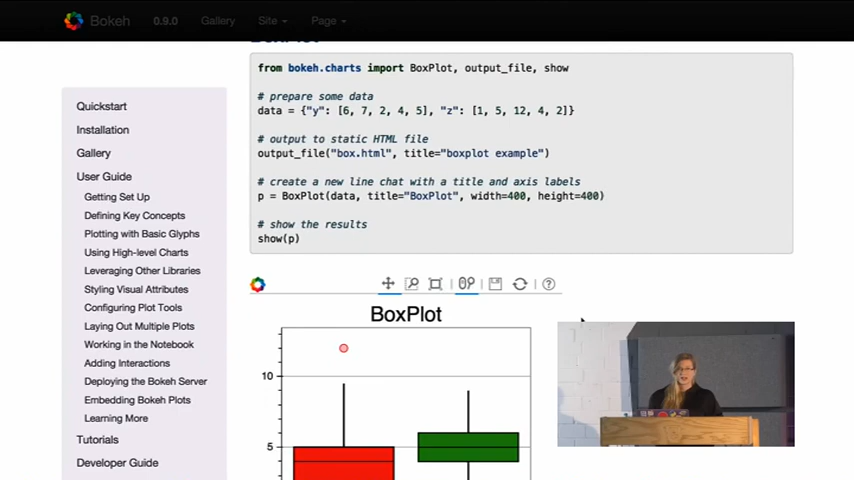 Bokeh 0.9.0 Gallery Site Page
Quickstart
Installation
Gallery
User Guide
Getting Set Up
Defining Key Concepts
Plotting with Basic Glyphs
Using High-level Charts
Leveraging Other Libraries
Styling Visual Attributes
Configuring Plot Tools
Laying Out Multiple Plots
Working in the Notebook
Adding Interactions
Deploying the Bokeh Server
Embedding Bokeh Plots
Learning More
Tutorials
Developer Guide
from bokeh.charts import BoxPlot, output_file, show
# prepare some data
data = {"y": [6, 7, 2, 4, 5], "z": [1, 5, 12, 4, 2]}
# output to static HTML file
output_file("box.html", title="boxplot example")
# create a new line chat with a title and axis labels
p = BoxPlot(data, title="BoxPlot", width=400, height=400)
# show the results
show(p)
BoxPlot
10
5